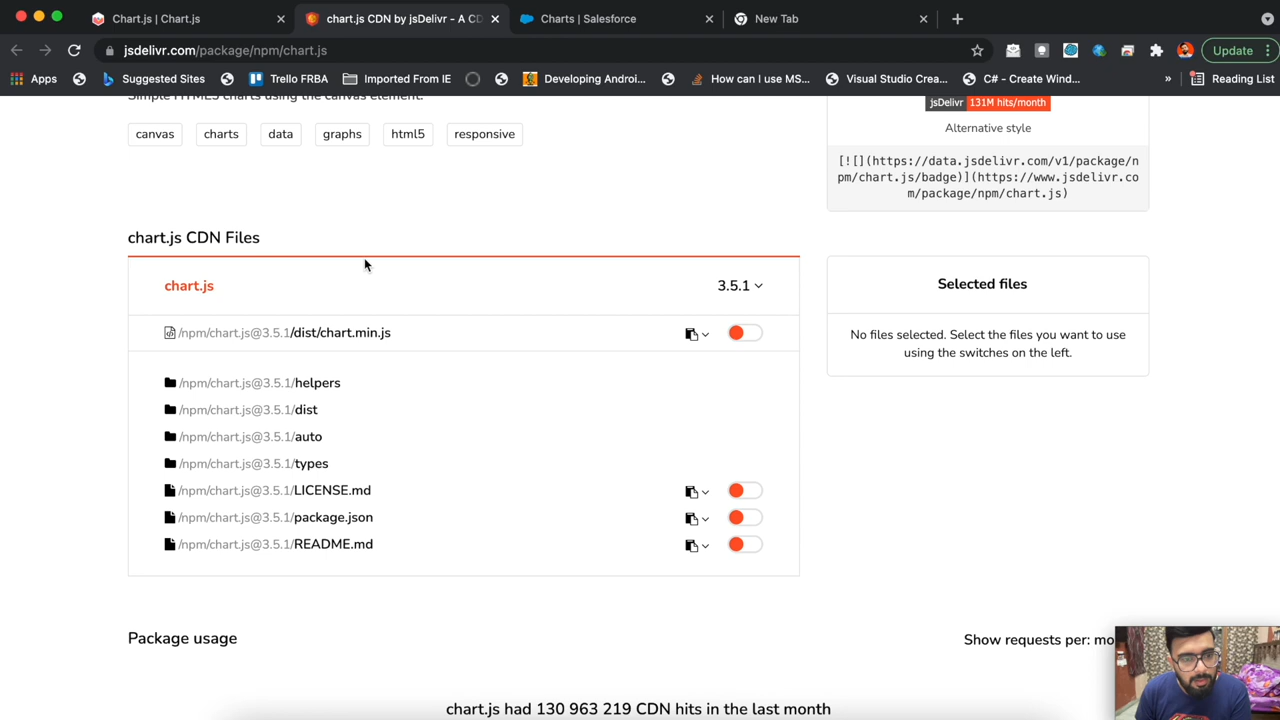 Chart.js | Chart.js
chart.js CDN by jsDelivr - A CD
Charts | Salesforce
New Tab
jsdelivr.com/package/npm/chart.js
Update
Apps
Suggested Sites
Trello FRBA
Imported From IE
Developing Androi...
How can I use MS...
Visual Studio Crea...
C# - Create Wind...
»
Reading List
Simple HTML5 charts using the canvas element.
canvas
charts
data
graphs
html5
responsive
jsDelivr 131M hits/month
Alternative style
[![](https://data.jsdelivr.com/v1/package/n
pm/chart.js/badge)](https://www.jsdelivr.co
m/package/npm/chart.js)
chart.js CDN Files
chart.js
3.5.1
/npm/chart.js@3.5.1/dist/chart.min.js
/npm/chart.js@3.5.1/helpers
/npm/chart.js@3.5.1/dist
/npm/chart.js@3.5.1/auto
/npm/chart.js@3.5.1/types
/npm/chart.js@3.5.1/LICENSE.md
/npm/chart.js@3.5.1/package.json
/npm/chart.js@3.5.1/README.md
Selected files
No files selected. Select the files you want to use
using the switches on the left.
Package usage
Show requests per: mo
chart.js had 130 963 219 CDN hits in the last month